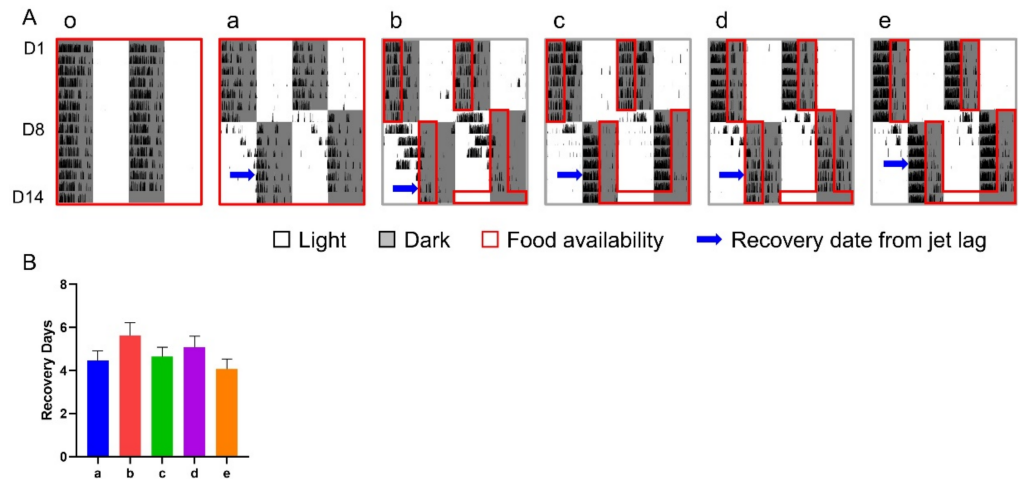 A
o a b c d e
D1
D8
D14
Light Dark Food availability Recovery date from jet lag
B
Recovery Days
8
6
4
2
0
a b c d e